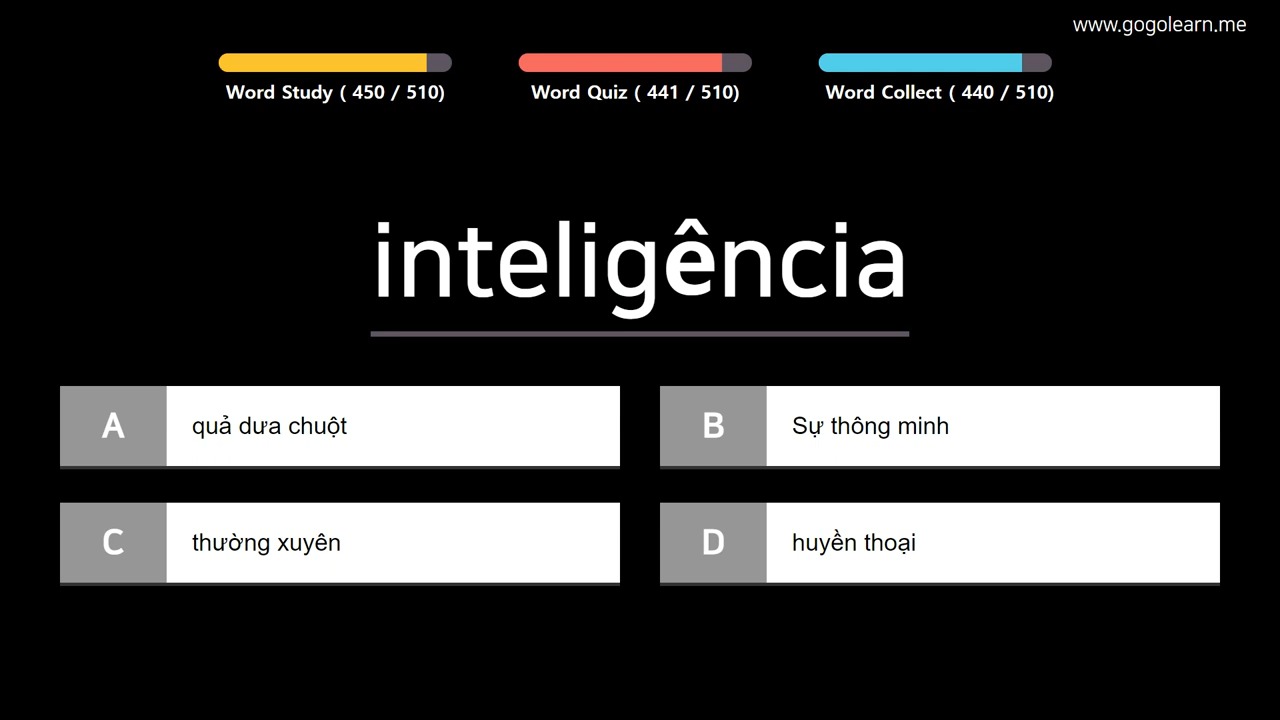 www.gogolearn.me
Word Study ( 450 / 510)
Word Quiz ( 441 / 510)
Word Collect ( 440 / 510)
inteligência
A
quả dưa chuột
B
Sự thông minh
C
thường xuyên
D
huyền thoại